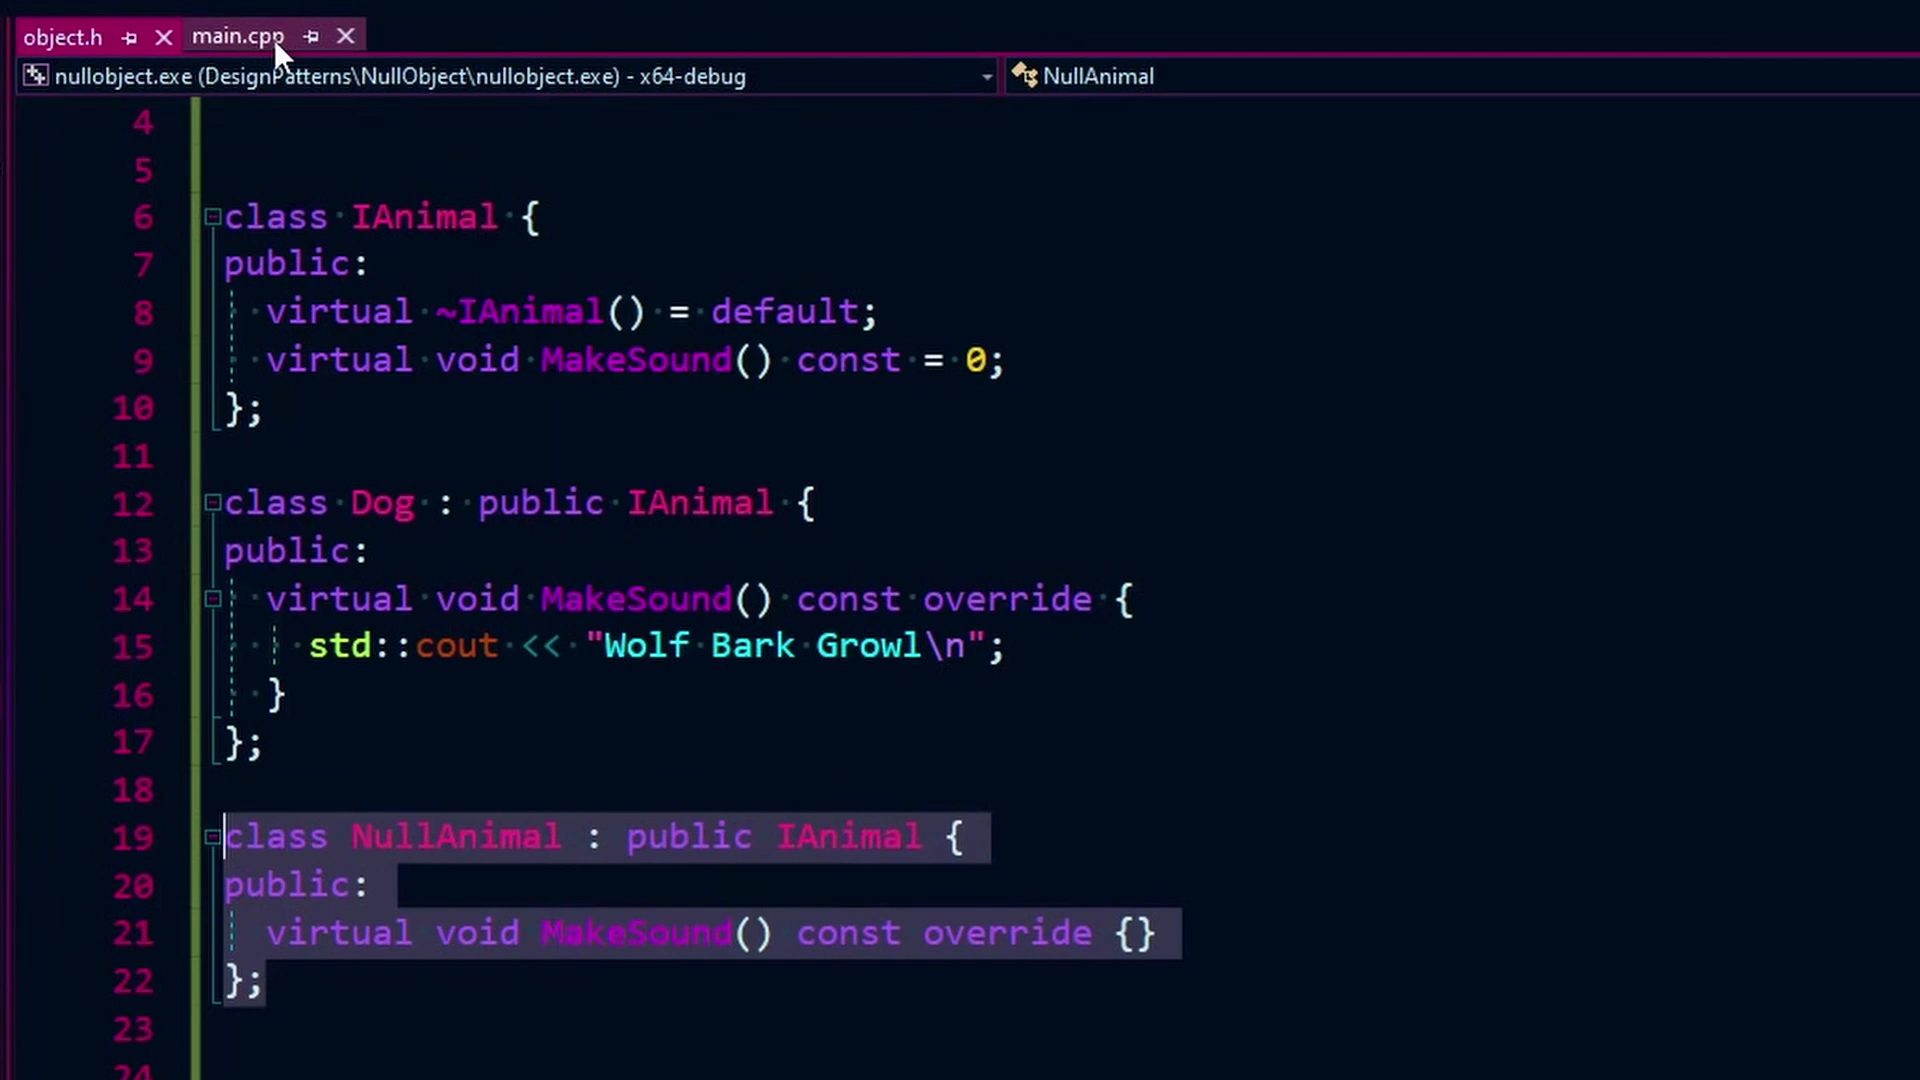 object.h main.cpp
nullobject.exe (DesignPatterns\NullObject\nullobject.exe) - x64-debug NullAnimal
4
5
6 class IAnimal {
7 public:
8 virtual ~IAnimal() = default;
9 virtual void MakeSound() const = 0;
10 };
11
12 class Dog : public IAnimal {
13 public:
14 virtual void MakeSound() const override {
15 std::cout << "Wolf Bark Growl\n";
16 }
17 };
18
19 class NullAnimal : public IAnimal {
20 public:
21 virtual void MakeSound() const override {}
22 };
23
24